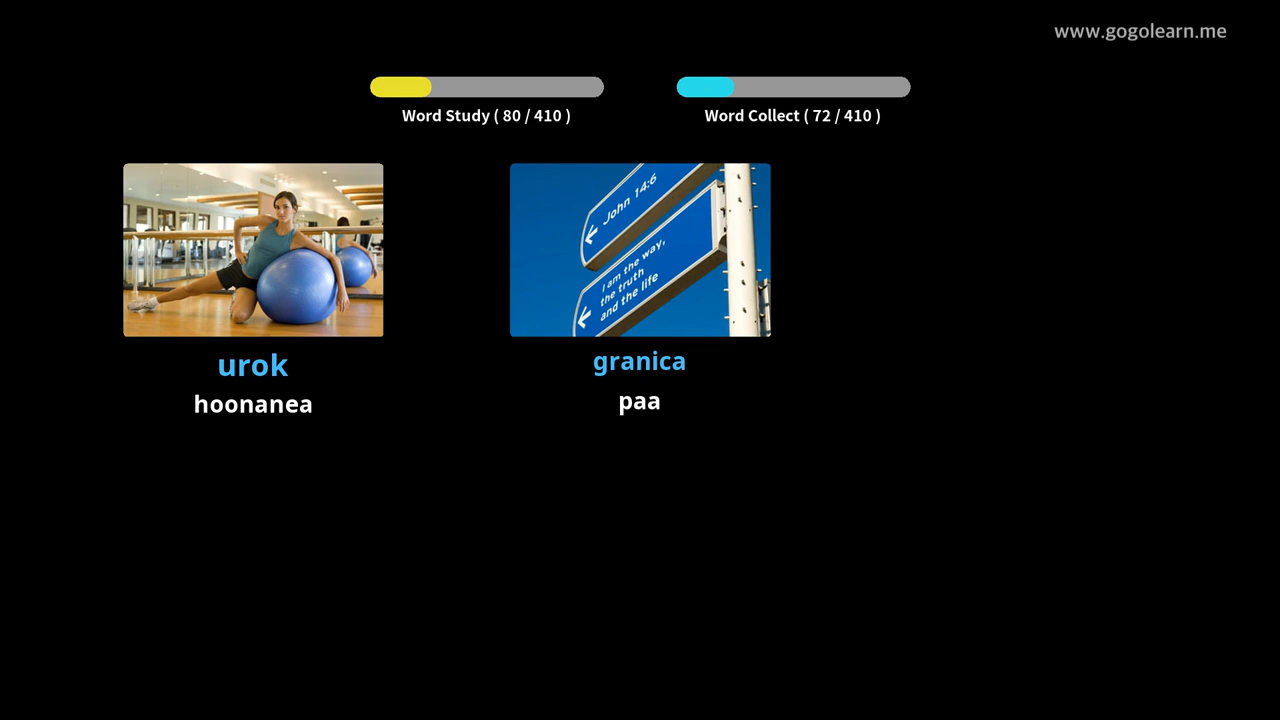 www.gogolearn.me
Word Study ( 80 / 410 )
Word Collect ( 72 / 410 )
John 14:6
I am the way,
the truth
and the life
urok
hoonanea
granica
paa